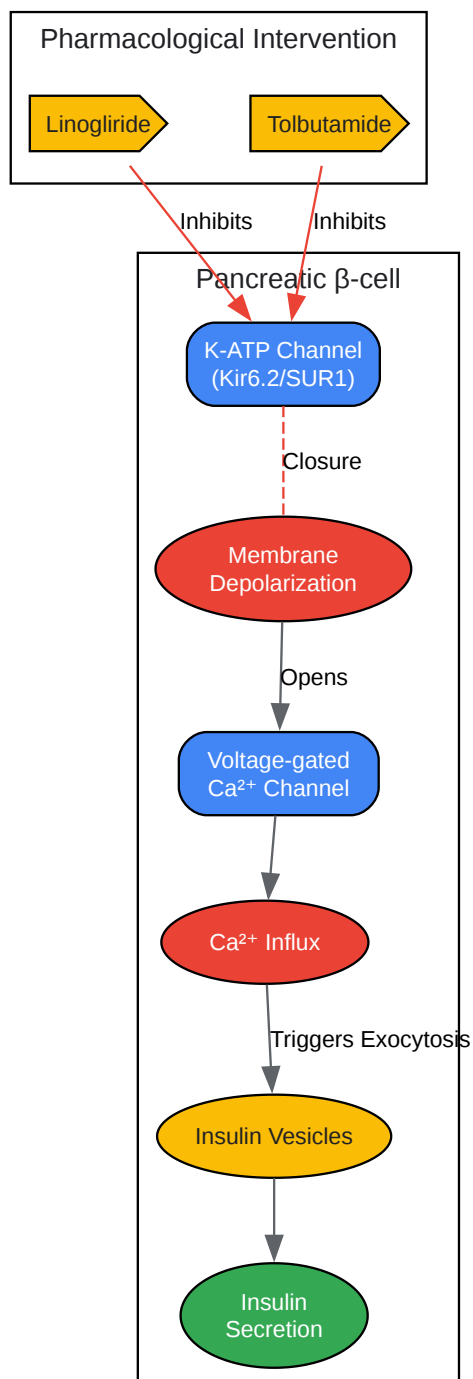 Pharmacological Intervention
Linogliride
Tolbutamide
Inhibits
Inhibits
Pancreatic β-cell
K-ATP Channel
(Kir6.2/SUR1)
Closure
Membrane
Depolarization
Opens
Voltage-gated
Ca²⁺ Channel
Ca²⁺ Influx
Triggers Exocytosis
Insulin Vesicles
Insulin
Secretion